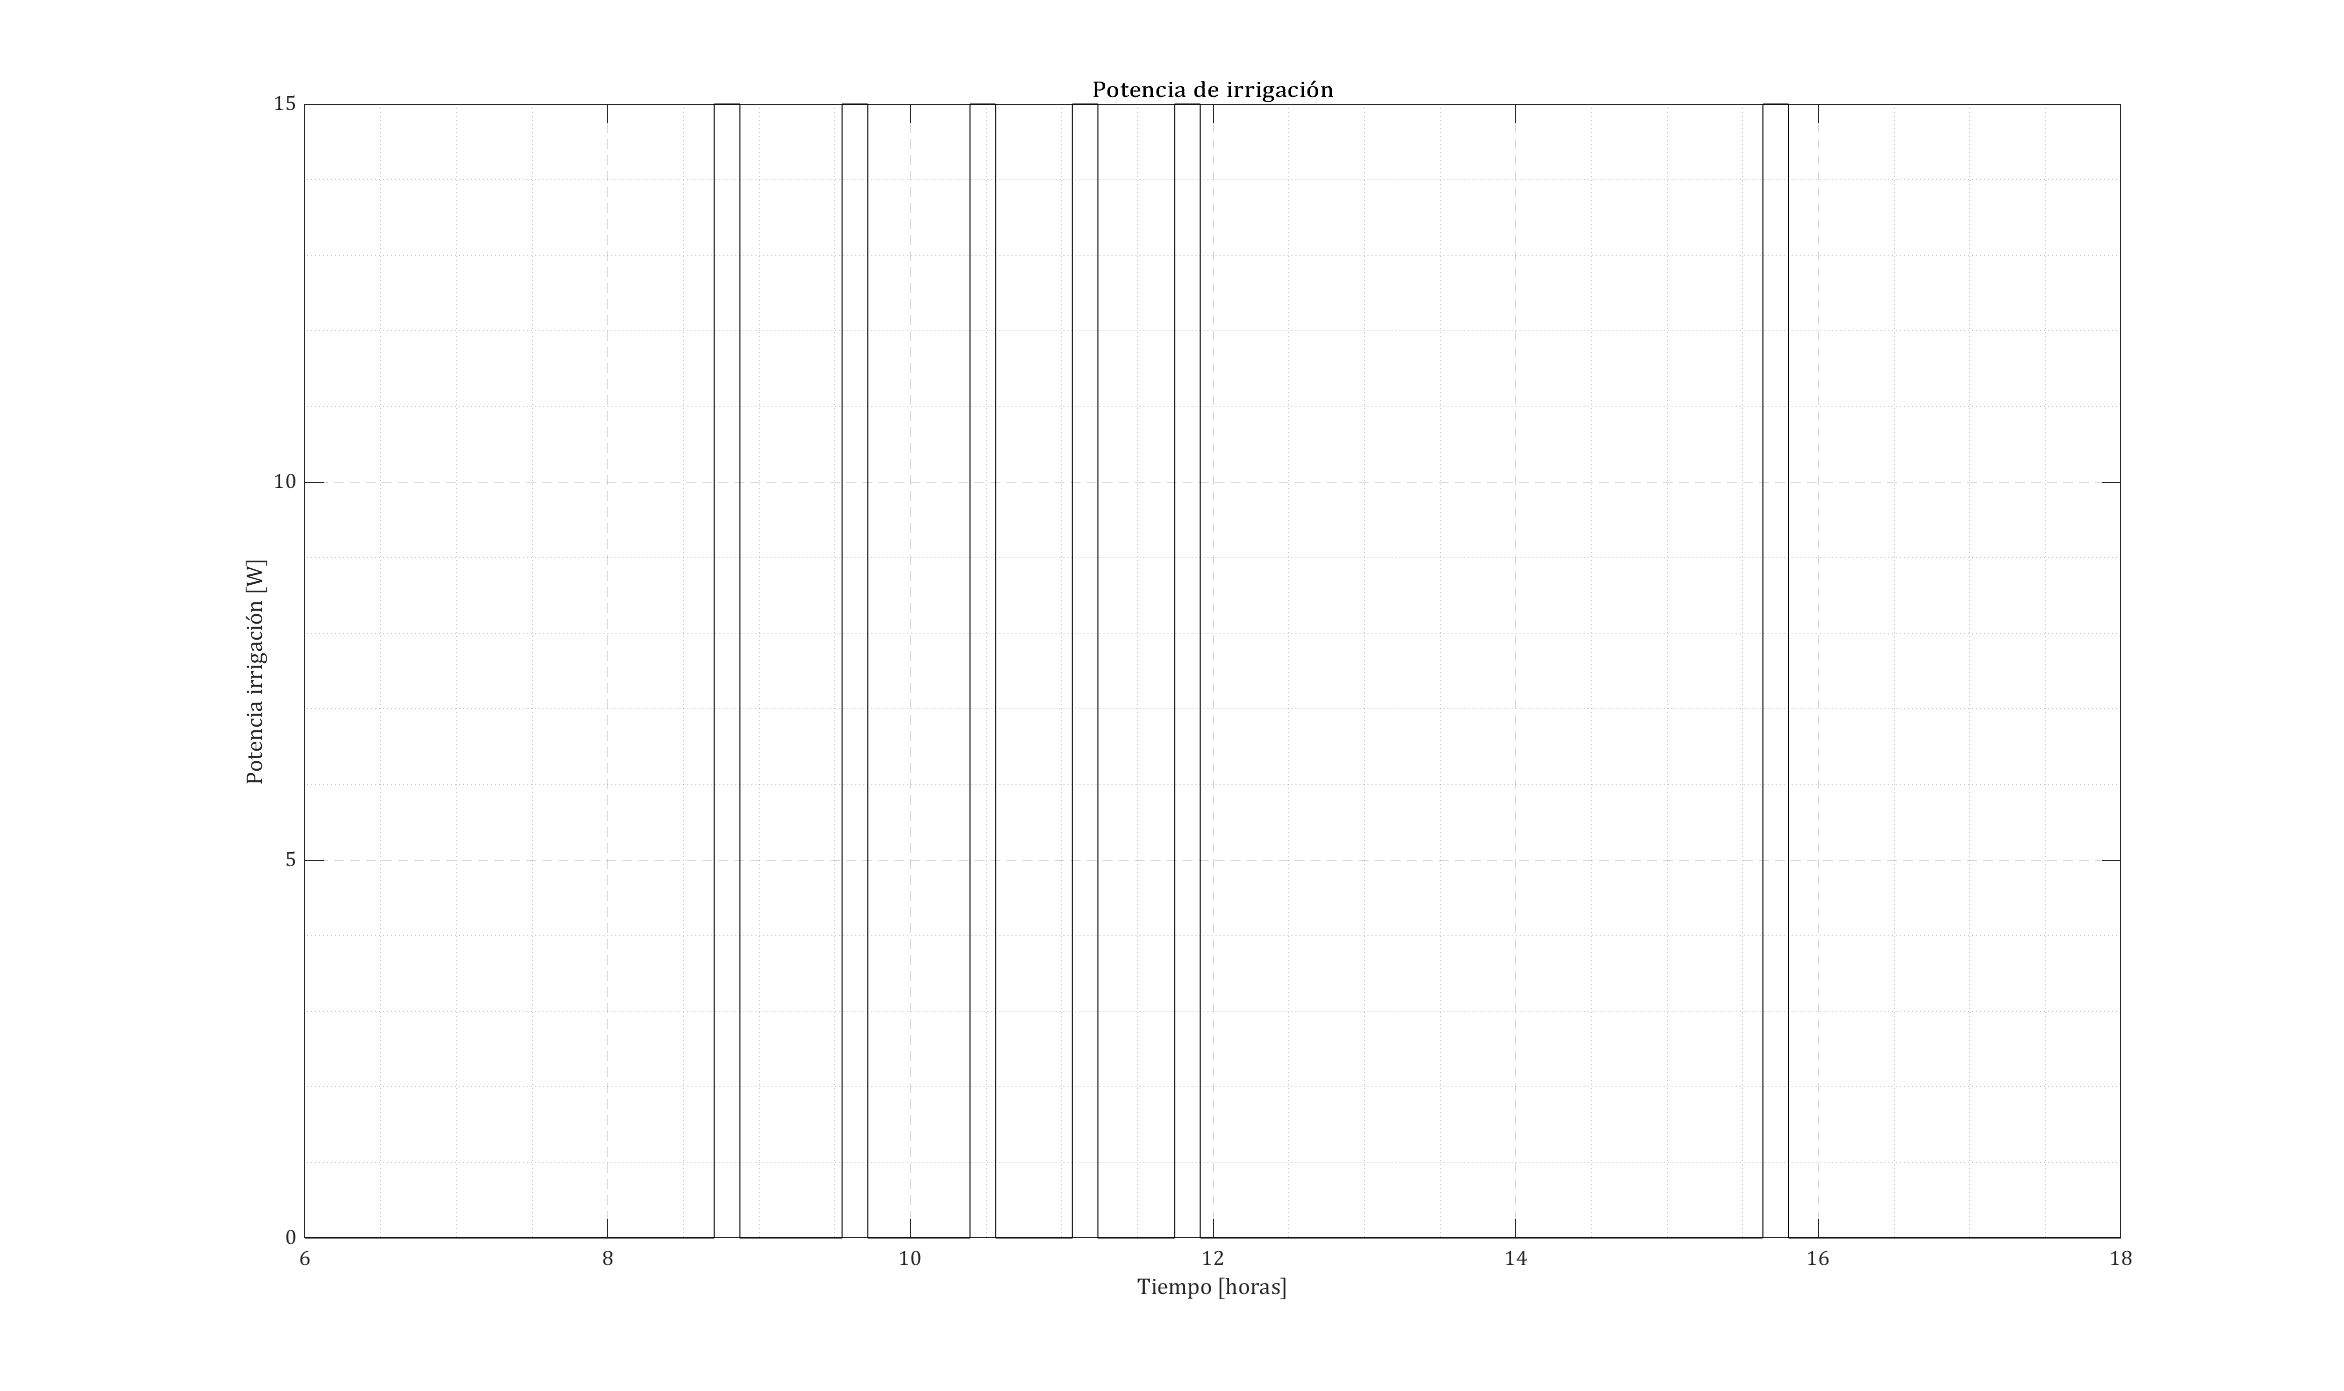 Potencia de irrigación
15
10
5
0
Potencia irrigación [W]
6 8 10 12 14 16 18
Tiempo [horas]